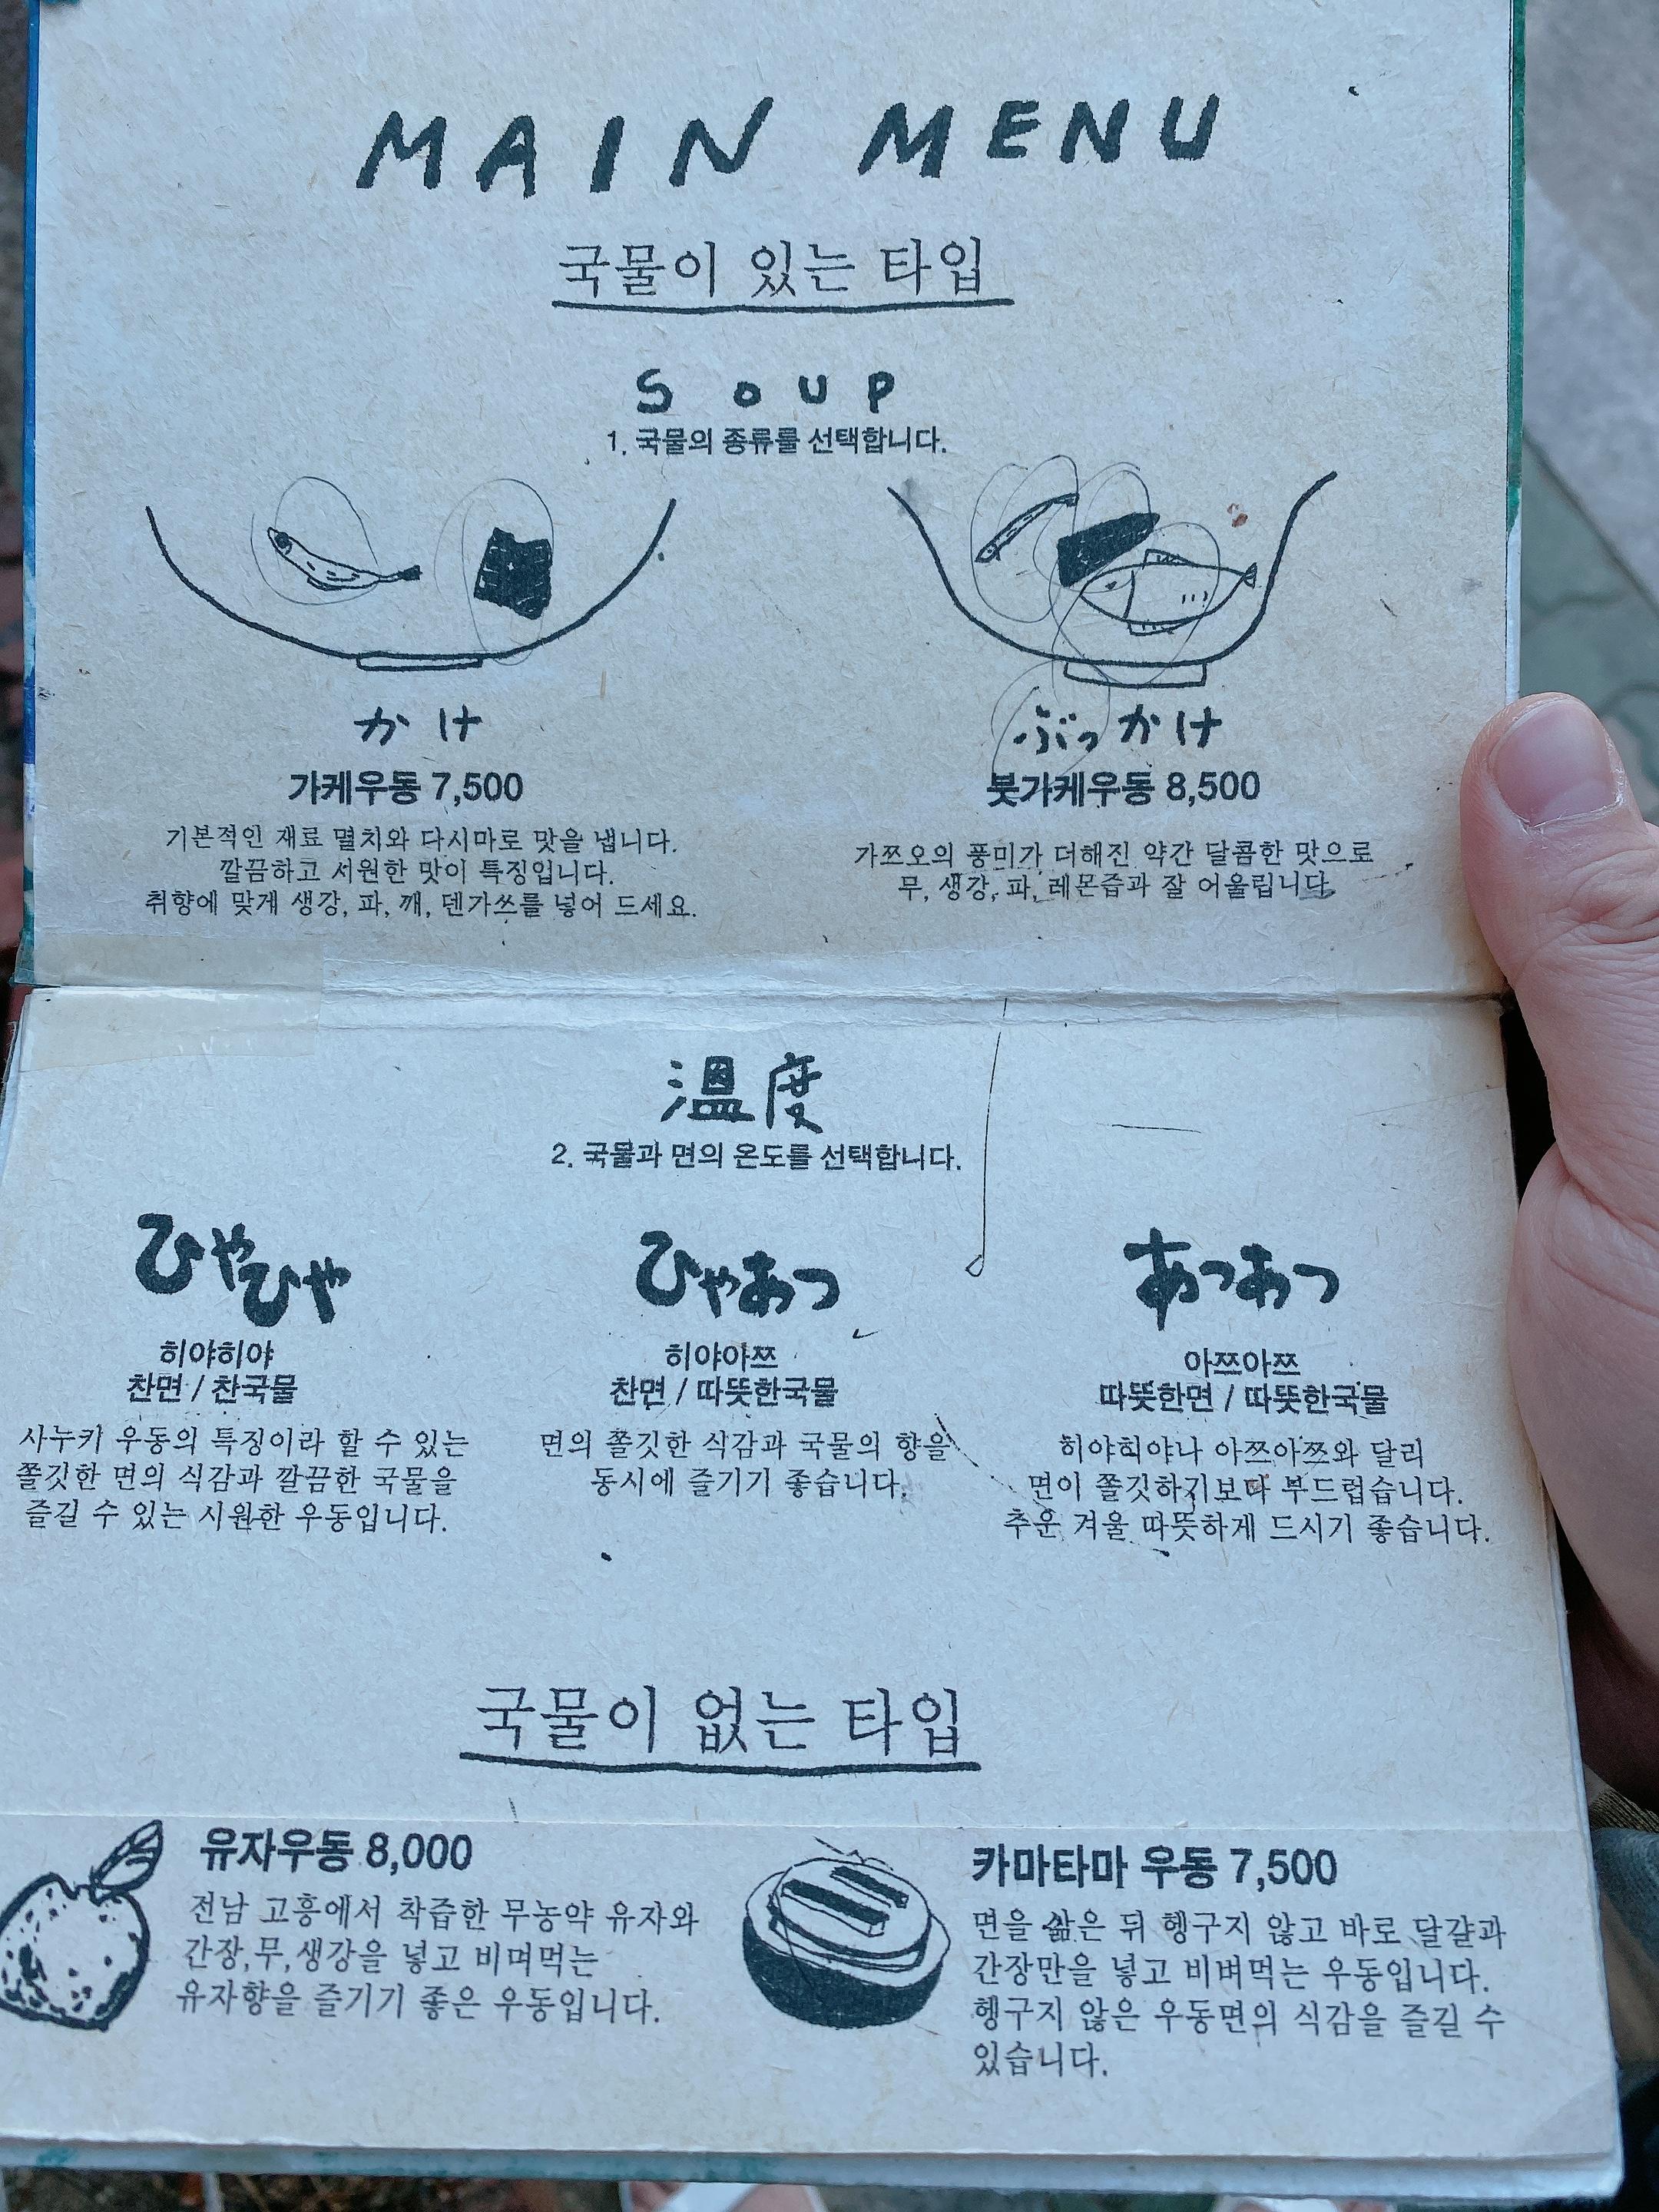 MAIN MENU
국물이 있는 타입
SOUP
1. 국물의 종류를 선택합니다.
かけ
가케우동 7,500
기본적인 재료 멸치와 다시마로 맛을 냅니다.
깔끔하고 서원한 맛이 특징입니다.
취향에 맞게 생강, 파, 깨, 덴가쓰를 넣어 드세요.
ぶっかけ
붓가케우동 8,500
가쯔오의 풍미가 더해진 약간 달콤한 맛으로
무, 생강, 파, 레몬즙과 잘 어울립니다.
溫度
2. 국물과 면의 온도를 선택합니다.
ひやひや
히야히야
찬면 / 찬국물
사누카 우동의 특징이라 할 수 있는
쫄깃한 면의 식감과 깔끔한 국물을
즐길 수 있는 시원한 우동입니다.
ひやあつ
히야아쯔
찬면 / 따뜻한국물
면의 쫄깃한 식감과 국물의 향을
동시에 즐기기 좋습니다.
あつあつ
아쯔아쯔
따뜻한면 / 따뜻한국물
히야히야나 아쯔아쯔와 달리
면이 쫄깃하기보다 부드럽습니다.
추운 겨울 따뜻하게 드시기 좋습니다.
국물이 없는 타입
유자우동 8,000
전남 고흥에서 착즙한 무농약 유자와
간장,무,생강을 넣고 비며먹는
유자향을 즐기기 좋은 우동입니다.
카마타마 우동 7,500
면을 삶은 뒤 헹구지 않고 바로 달걀과
간장만을 넣고 비벼먹는 우동입니다.
헹구지 않은 우동면의 식감을 즐길 수
있습니다.